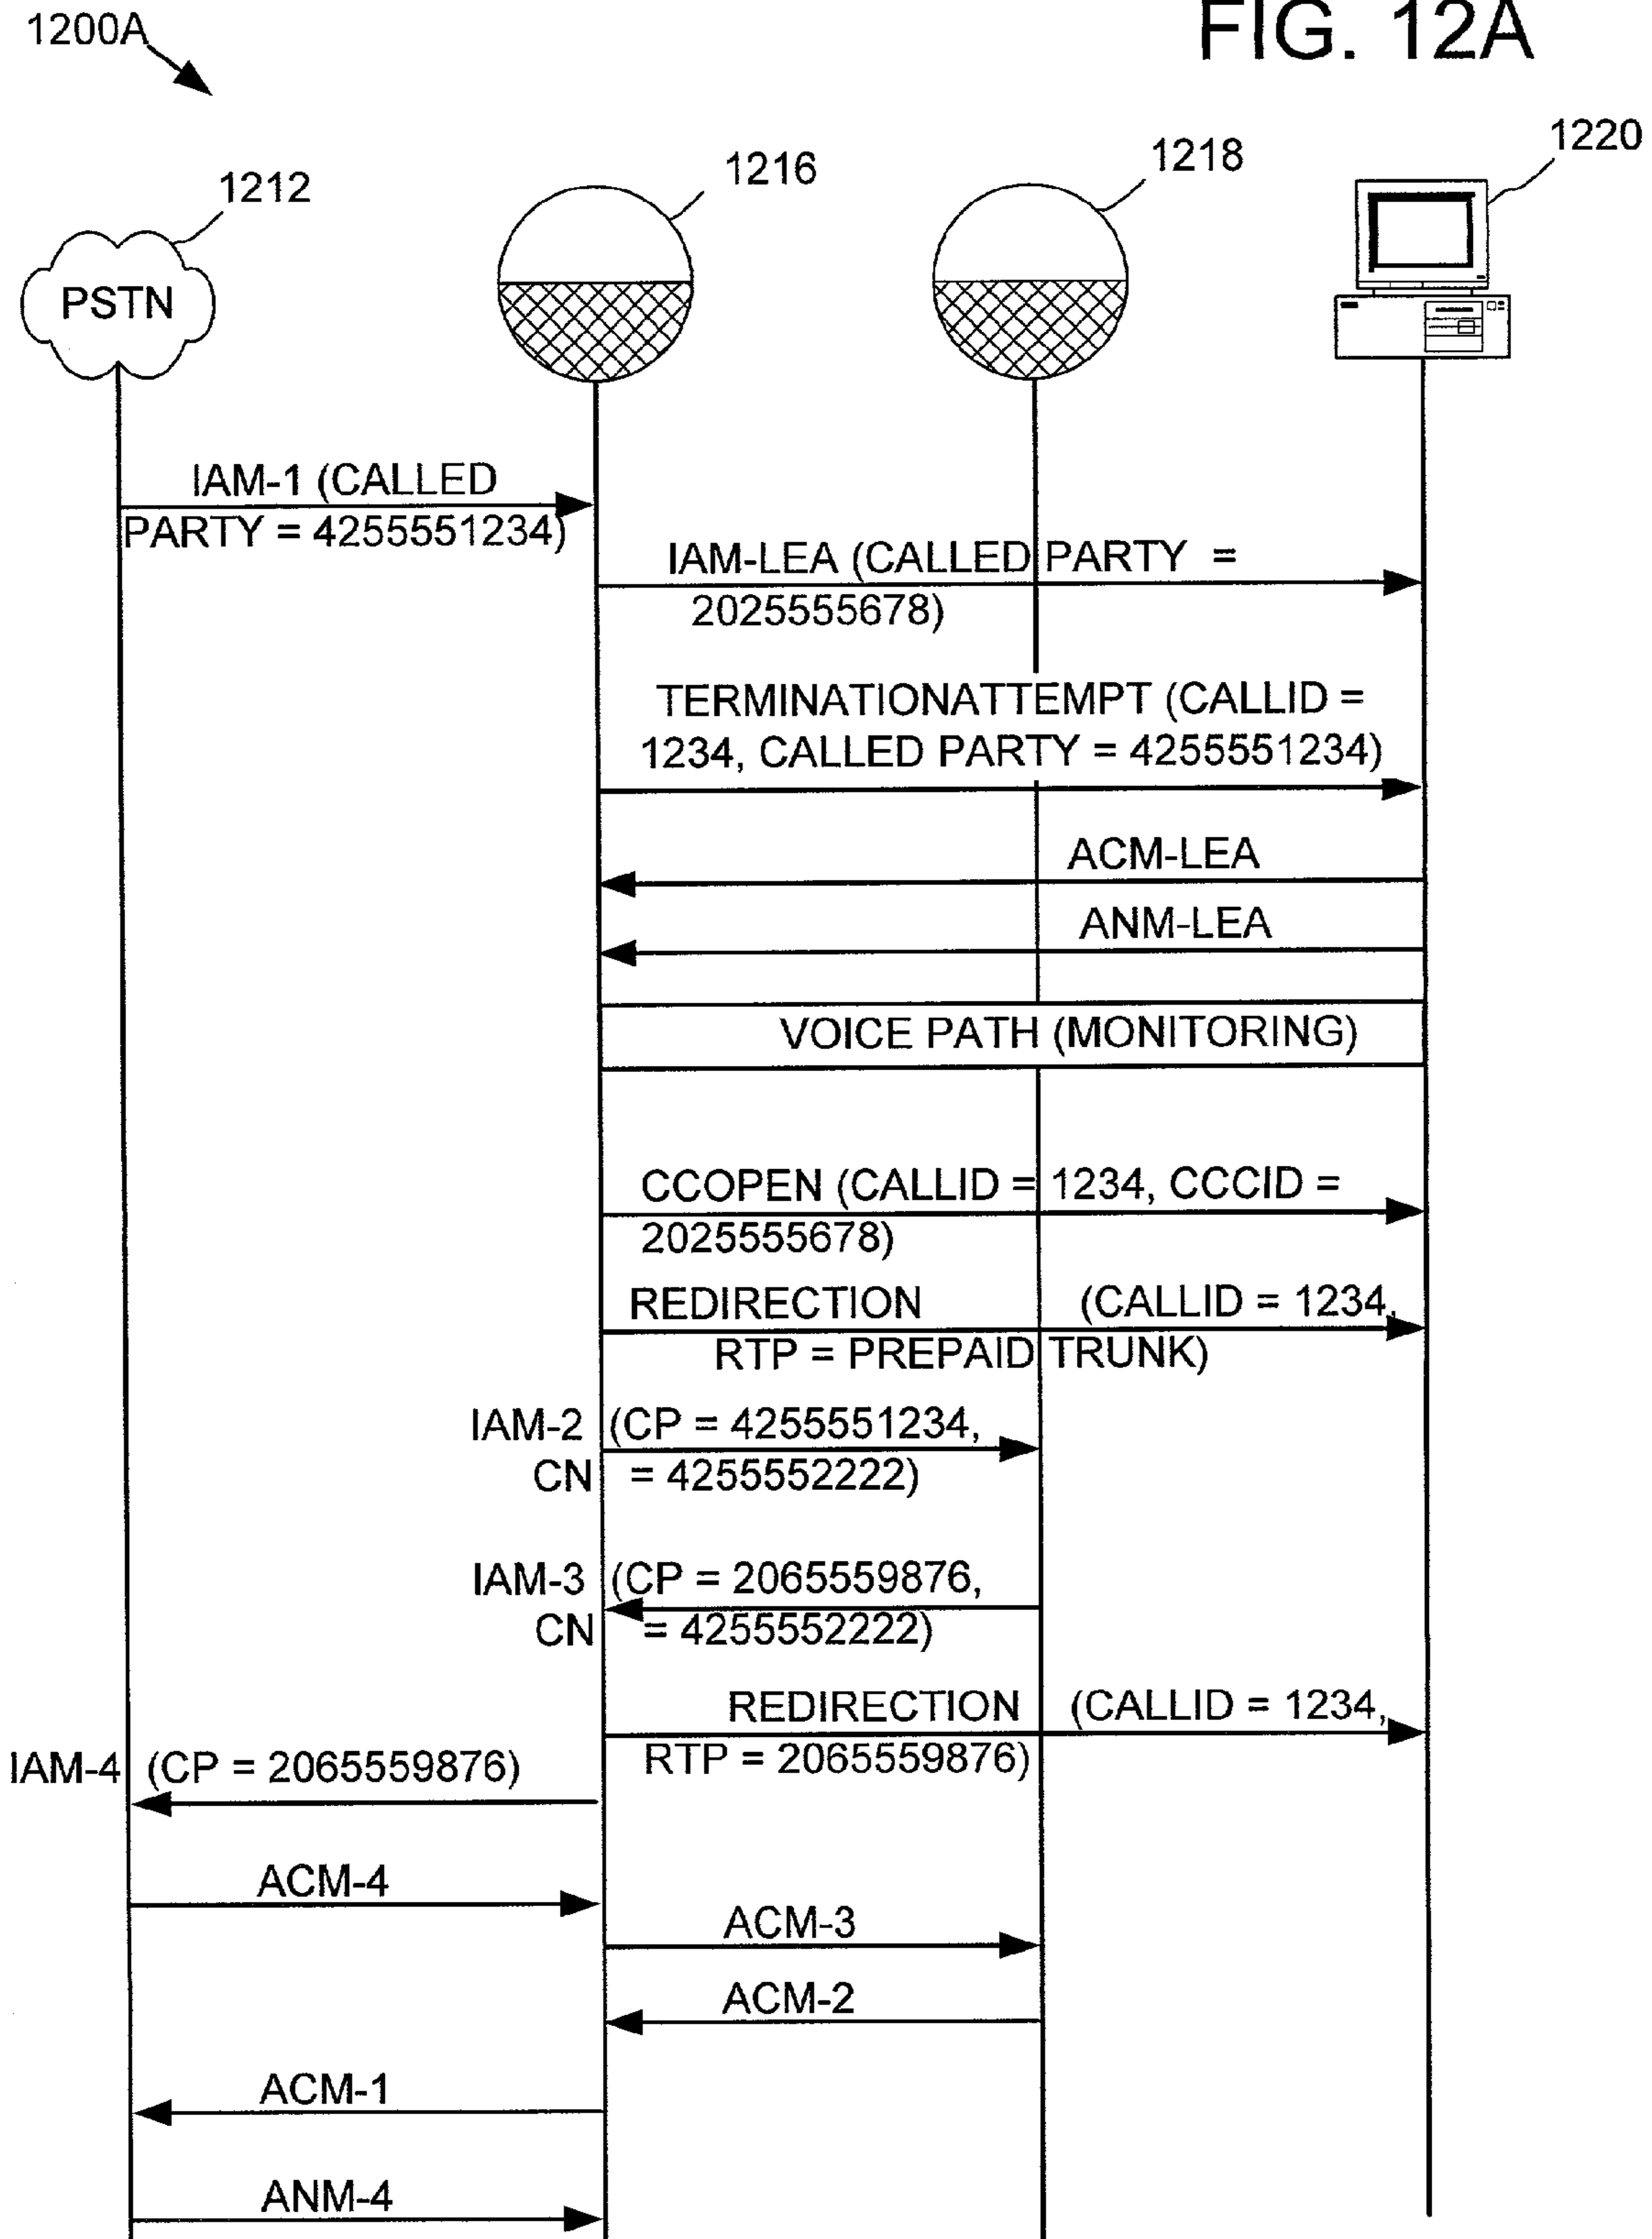 FIG. 12A
1200A
1212
1216
1218
1220
PSTN
IAM-1 (CALLED
PARTY = 4255551234)
IAM-LEA (CALLED PARTY =
2025555678)
TERMINATIONATTEMPT (CALLID =
1234, CALLED PARTY = 4255551234)
ACM-LEA
ANM-LEA
VOICE PATH (MONITORING)
CCOPEN (CALLID = 1234, CCCID =
2025555678)
REDIRECTION (CALLID = 1234,
RTP = PREPAID TRUNK)
IAM-2 (CP = 4255551234,
CN = 4255552222)
IAM-3 (CP = 2065559876,
CN = 4255552222)
REDIRECTION (CALLID = 1234,
RTP = 2065559876)
IAM-4 (CP = 2065559876)
ACM-4
ACM-3
ACM-2
ACM-1
ANM-4